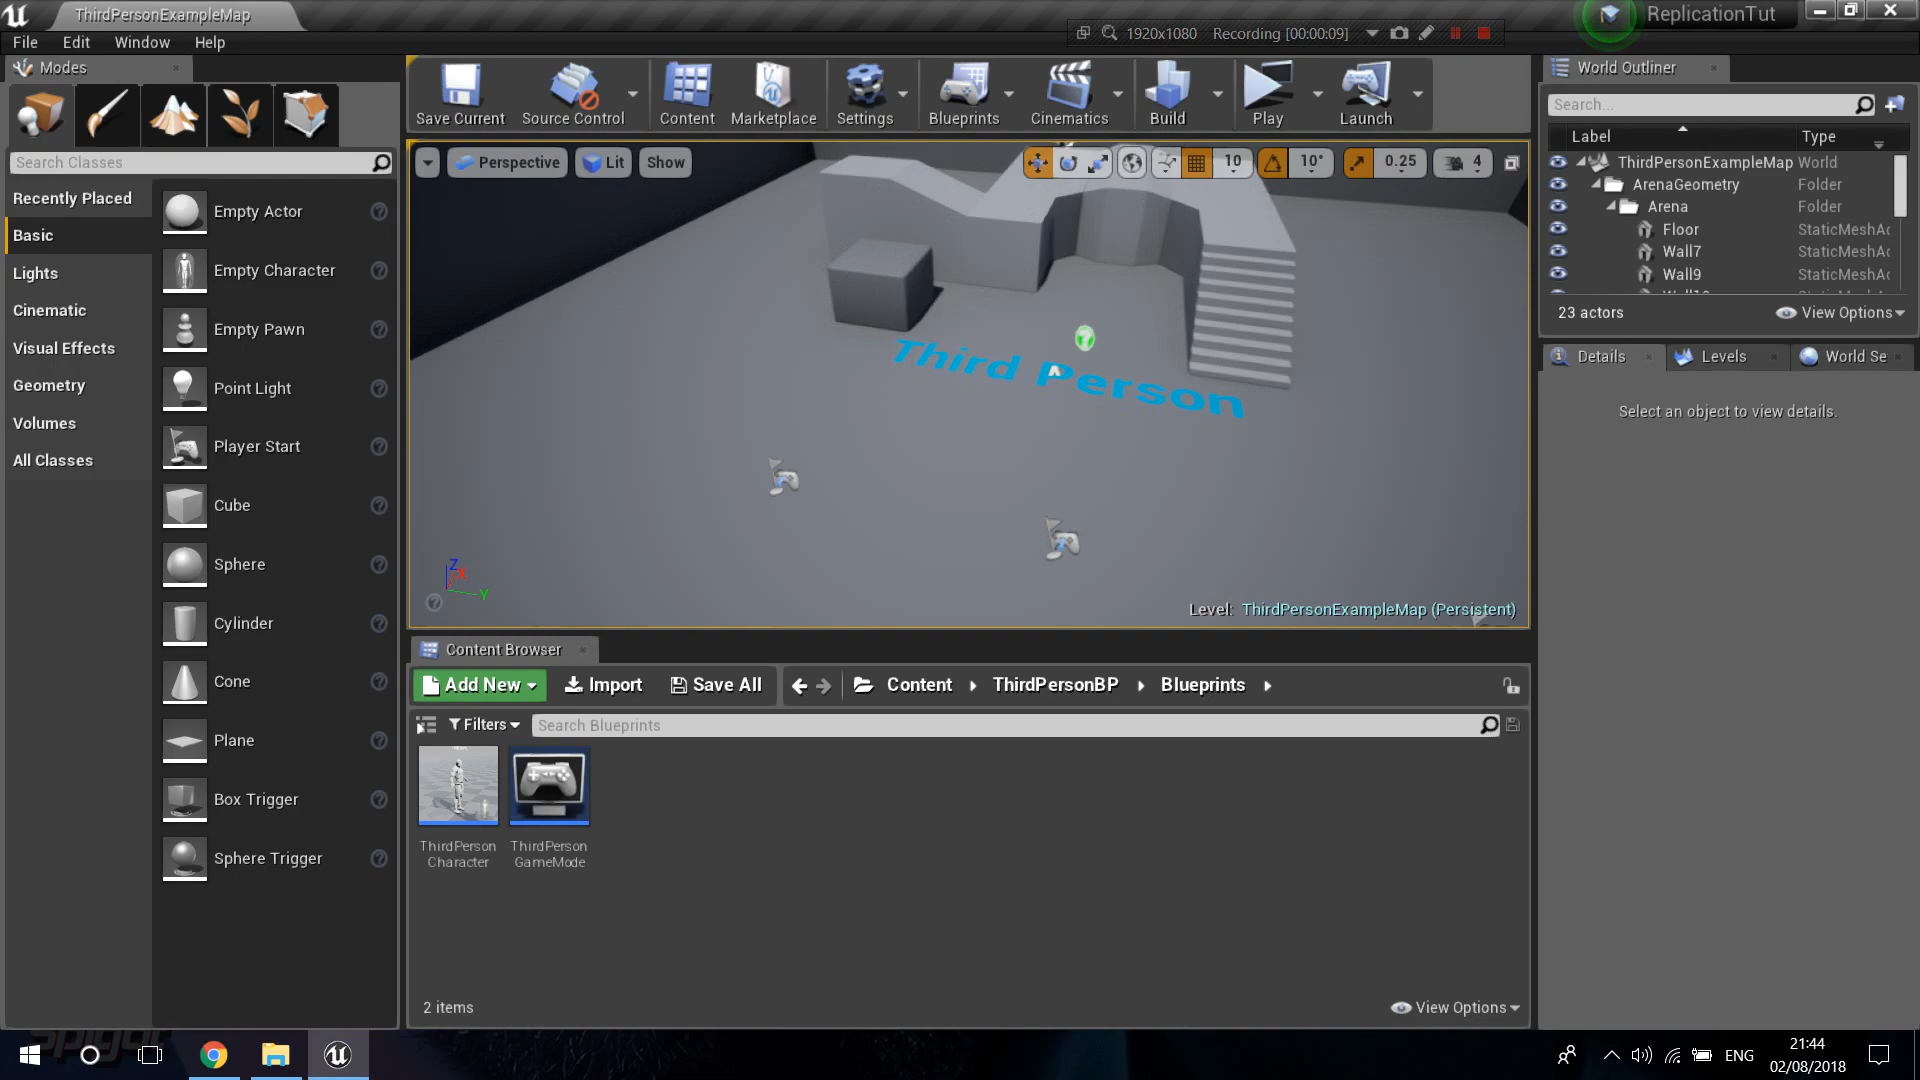 ThirdPersonExampleMap
ReplicationTut
File Edit Window Help
1920x1080 Recording [00:00:09]
Modes
Search Classes
Recently Placed
Basic
Lights
Cinematic
Visual Effects
Geometry
Volumes
All Classes
Empty Actor
Empty Character
Empty Pawn
Point Light
Player Start
Cube
Sphere
Cylinder
Cone
Plane
Box Trigger
Sphere Trigger
Save Current
Source Control
Content
Marketplace
Settings
Blueprints
Cinematics
Build
Play
Launch
Perspective
Lit
Show
10
10°
0.25
4
Third Person
Z
X
Y
Level: ThirdPersonExampleMap (Persistent)
Content Browser
Add New
Import
Save All
Content
ThirdPersonBP
Blueprints
Filters
Search Blueprints
ThirdPerson
Character
ThirdPerson
GameMode
2 items
View Options
World Outliner
Search...
Label Type
ThirdPersonExampleMap World
ArenaGeometry Folder
Arena Folder
Floor StaticMeshAc
Wall7 StaticMeshAc
Wall9 StaticMeshAc
23 actors
View Options
Details
Levels
World Se
Select an object to view details.
ENG
21:44
02/08/2018